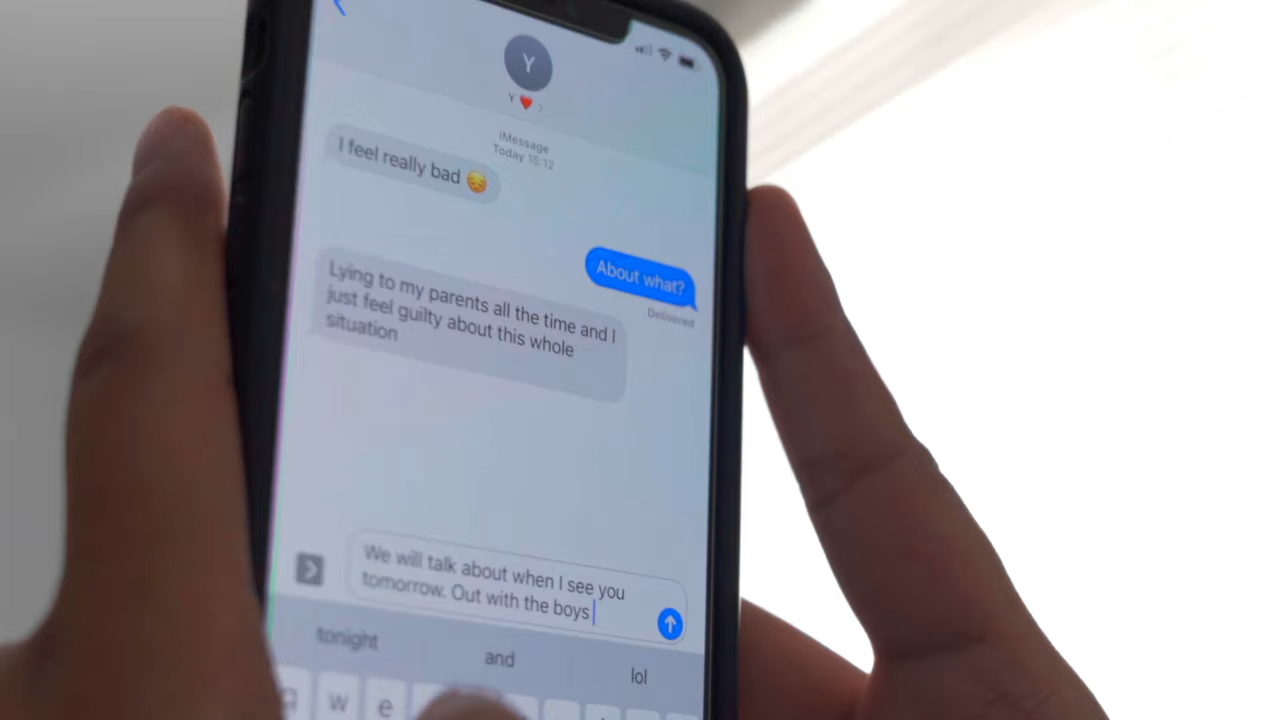 Y
Y ❤️ >
iMessage
Today 15:12
I feel really bad 😔
About what?
Delivered
Lying to my parents all the time and I
just feel guilty about this whole
situation
We will talk about when I see you
tomorrow. Out with the boys
tonight and lol
q w e